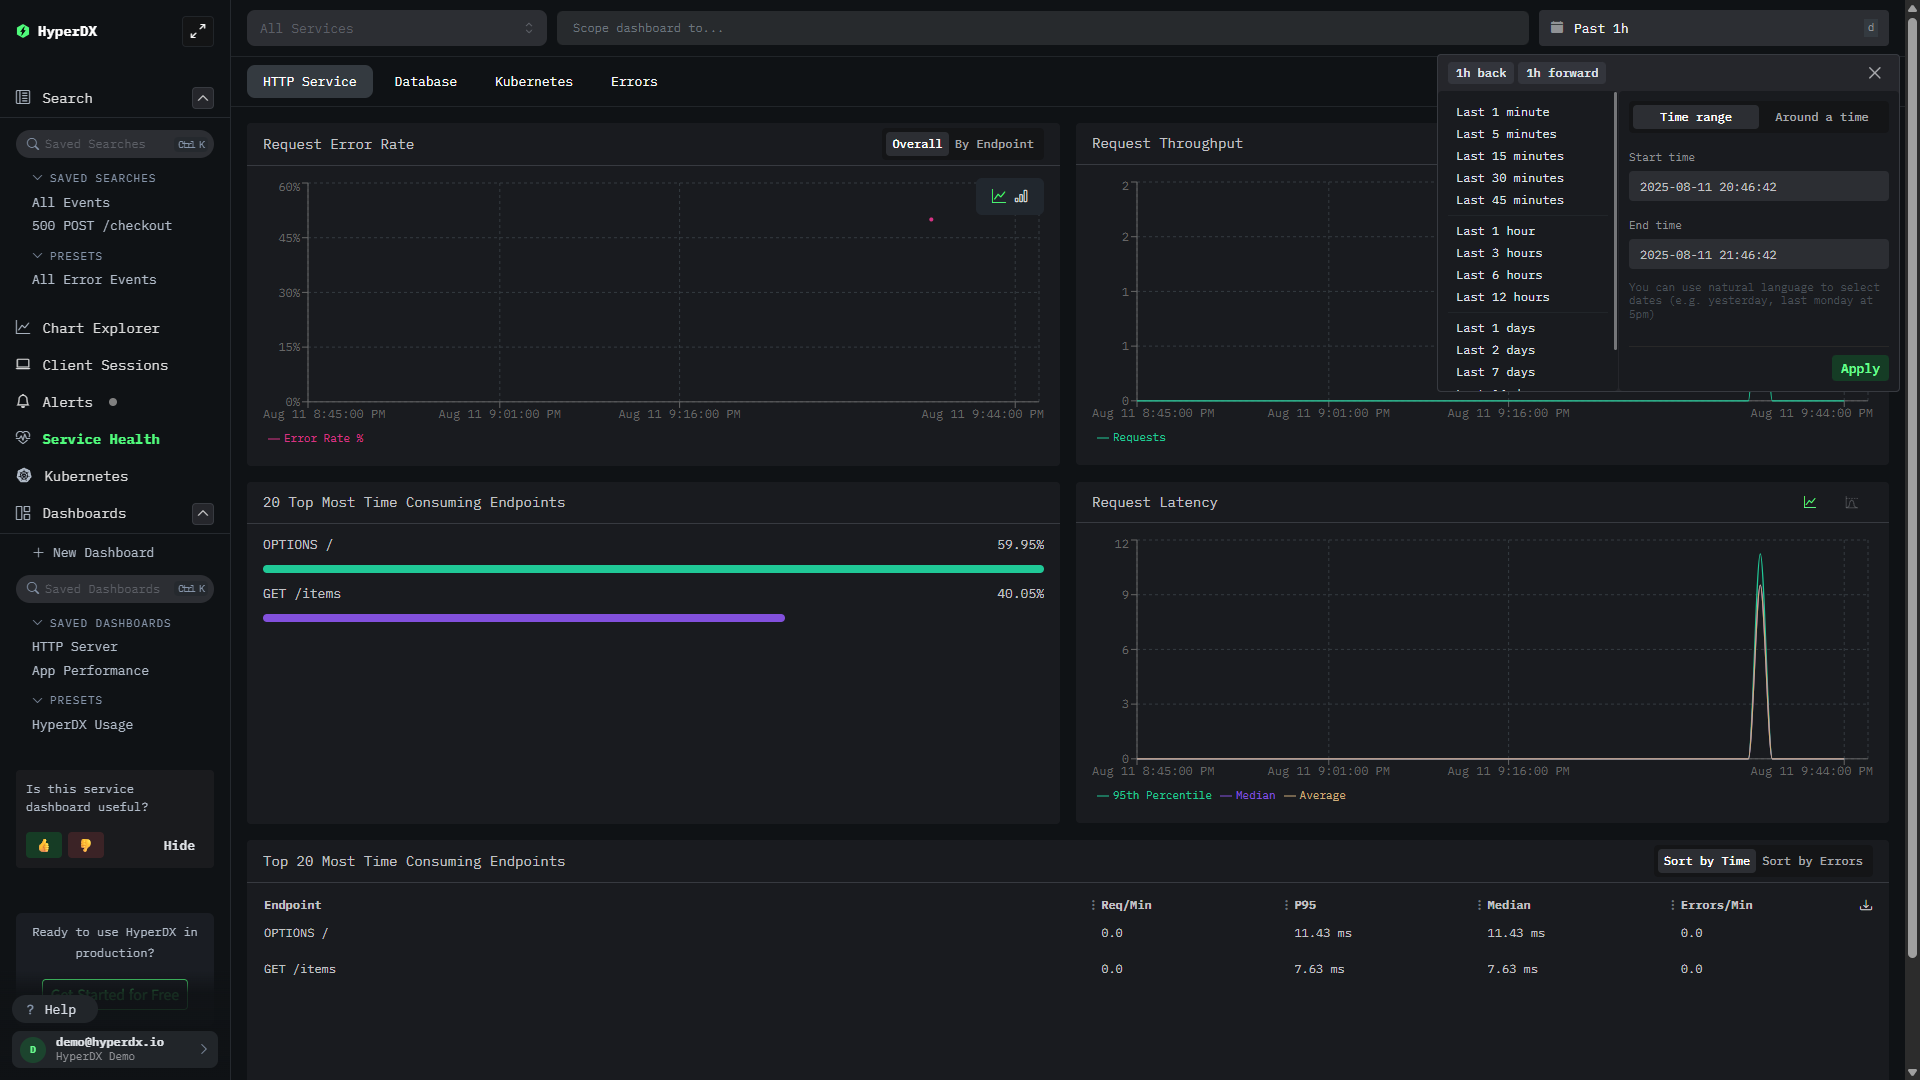 HyperDX
Search
Saved Searches Ctrl K
SAVED SEARCHES
All Events
500 POST /checkout
PRESETS
All Error Events
Chart Explorer
Client Sessions
Alerts
Service Health
Kubernetes
Dashboards
New Dashboard
Saved Dashboards Ctrl K
SAVED DASHBOARDS
HTTP Server
App Performance
PRESETS
HyperDX Usage
Is this service
dashboard useful?
Hide
Ready to use HyperDX in
production?
Get Started for Free
? Help
D
demo@hyperdx.io
HyperDX Demo
All Services
Scope dashboard to...
Past 1h
d
HTTP Service Database Kubernetes Errors
Request Error Rate
Overall By Endpoint
60%
45%
30%
15%
0%
Aug 11 8:45:00 PM Aug 11 9:01:00 PM Aug 11 9:16:00 PM Aug 11 9:44:00 PM
Error Rate %
Request Throughput
2
2
1
1
0
Aug 11 8:45:00 PM Aug 11 9:01:00 PM Aug 11 9:16:00 PM Aug 11 9:44:00 PM
Requests
1h back 1h forward
Last 1 minute
Last 5 minutes
Last 15 minutes
Last 30 minutes
Last 45 minutes
Last 1 hour
Last 3 hours
Last 6 hours
Last 12 hours
Last 1 days
Last 2 days
Last 7 days
Time range Around a time
Start time
2025-08-11 20:46:42
End time
2025-08-11 21:46:42
You can use natural language to select
dates (e.g. yesterday, last monday at
5pm)
Apply
20 Top Most Time Consuming Endpoints
OPTIONS / 59.95%
GET /items 40.05%
Request Latency
12
9
6
3
0
Aug 11 8:45:00 PM Aug 11 9:01:00 PM Aug 11 9:16:00 PM Aug 11 9:44:00 PM
95th Percentile Median Average
Top 20 Most Time Consuming Endpoints
Sort by Time Sort by Errors
Endpoint Req/Min P95 Median Errors/Min
OPTIONS / 0.0 11.43 ms 11.43 ms 0.0
GET /items 0.0 7.63 ms 7.63 ms 0.0